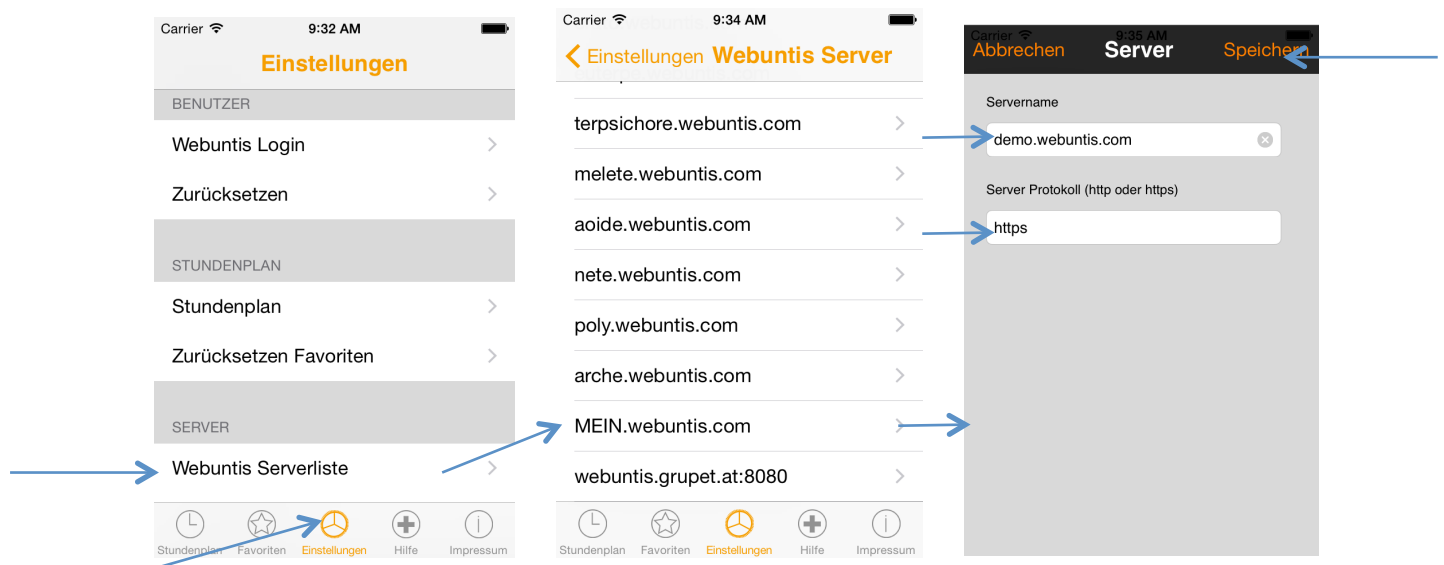 Carrier 9:32 AM
Einstellungen
BENUTZER
Webuntis Login
Zurücksetzen
STUNDENPLAN
Stundenplan
Zurücksetzen Favoriten
SERVER
Webuntis Serverliste
Stundenplan Favoriten Einstellungen Hilfe Impressum
Carrier 9:34 AM
Einstellungen Webuntis Server
terpsichore.webuntis.com
melete.webuntis.com
aoide.webuntis.com
nete.webuntis.com
poly.webuntis.com
arche.webuntis.com
MEIN.webuntis.com
webuntis.grupet.at:8080
Stundenplan Favoriten Einstellungen Hilfe Impressum
Carrier 9:35 AM
Abbrechen Server Speichern
Servername
demo.webuntis.com
Server Protokoll (http oder https)
https